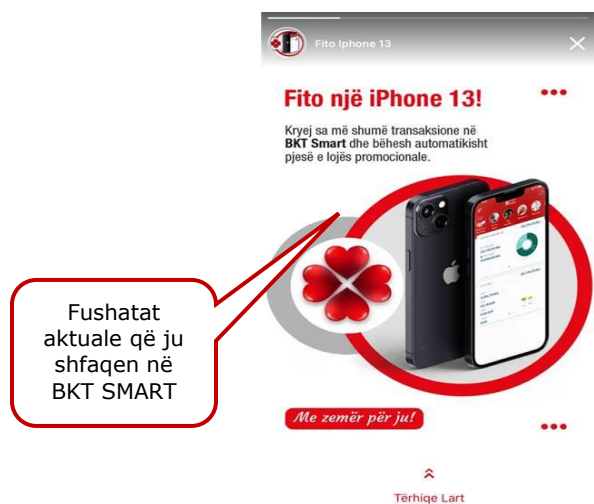 Fito Iphone 13
Fito një iPhone 13!
Kryej sa më shumë transaksione në
BKT Smart dhe bëhesh automatikisht
pjesë e lojës promocionale.
Fushatat
aktuale që ju
shfaqen në
BKT SMART
Me zemër për ju!
Tërhiqe Lart